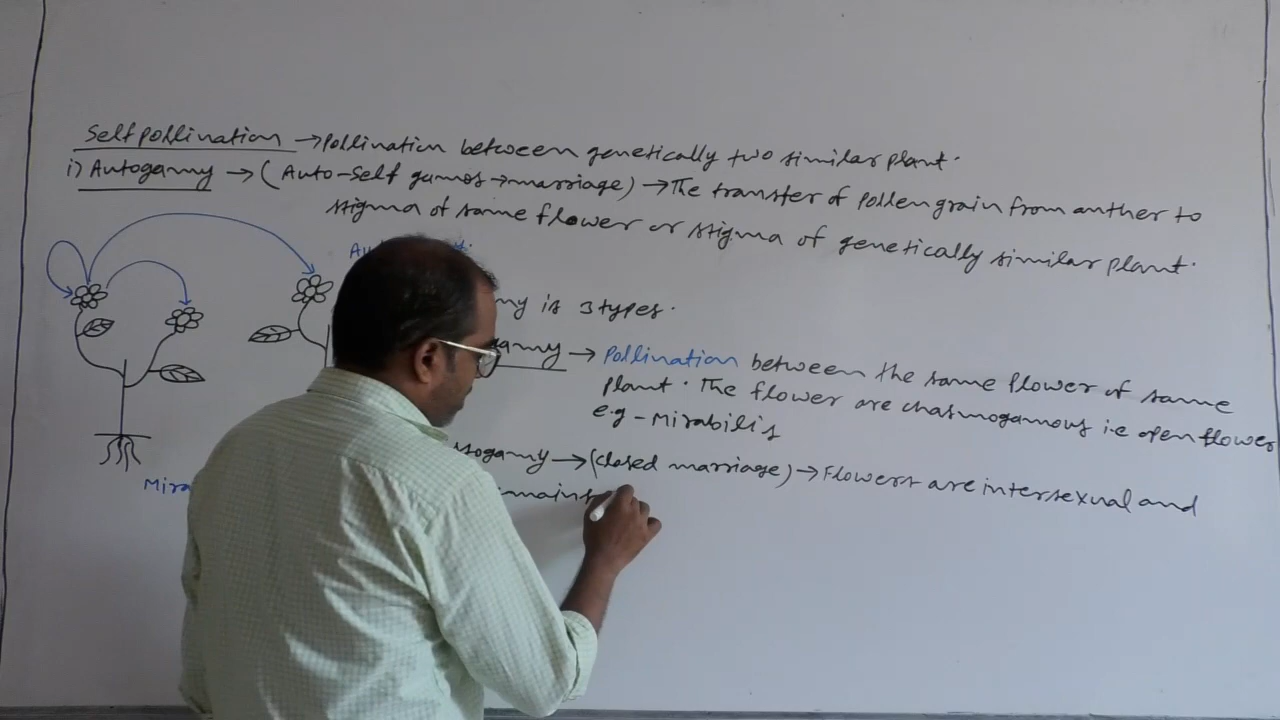 Self pollination → Pollination between genetically two similar plant.
i) Autogamy → (Auto-self gamos → marriage) → The transfer of pollen grain from anther to
stigma of same flower or stigma of genetically similar plant.
is 3 types.
→ Pollination between the same flower of same
plant. The flower are chasmogamous i.e open flower
e.g - Mirabilis
→ (closed marriage) → Flowers are intersexual and